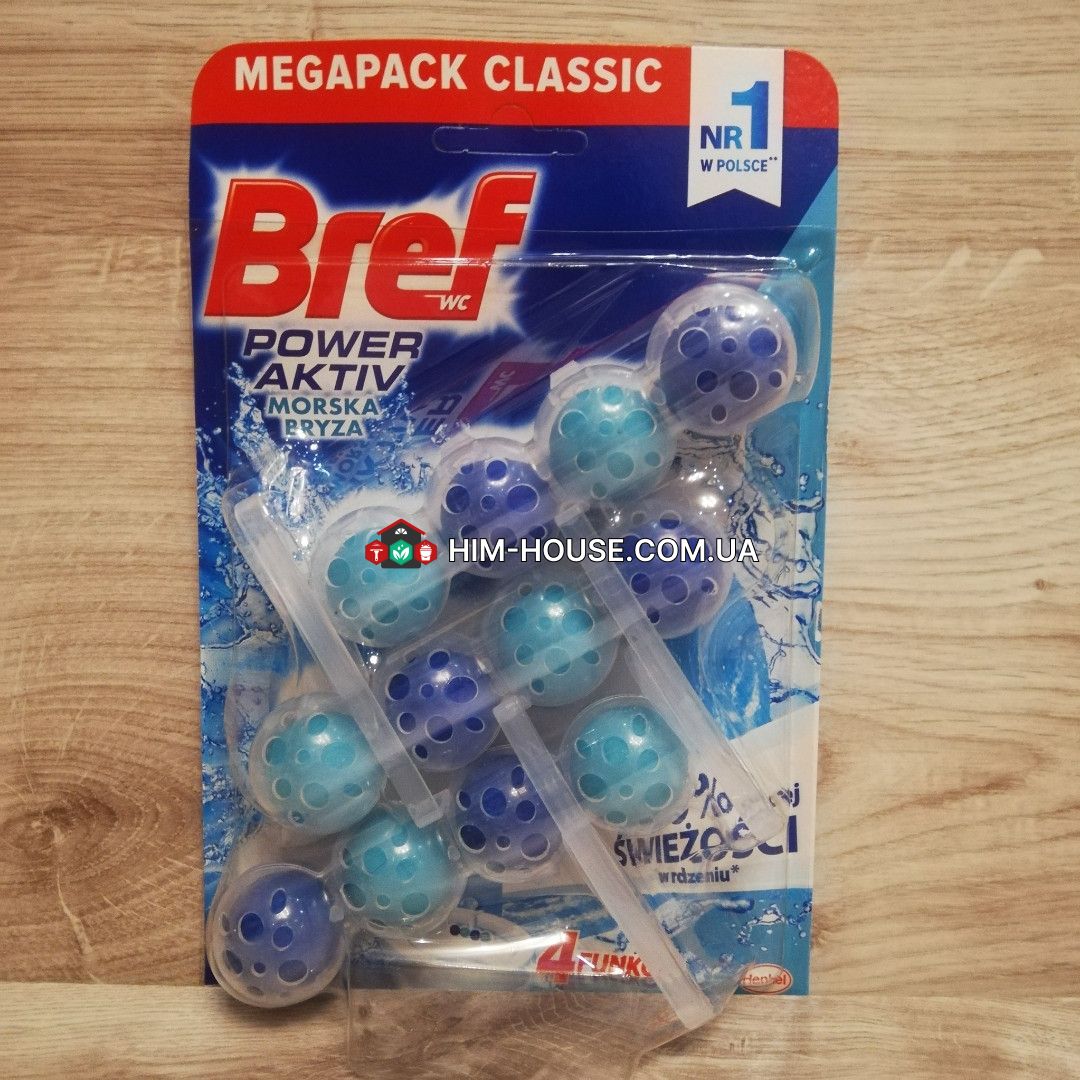 MEGAPACK CLASSIC
NR 1
W POLSCE**
Bref
WC
POWER
AKTIV
MORSKA
BRYZA
HIM-HOUSE.COM.UA
ŚWIEŻOŚCI
w rdzeniu*
4
Henkel